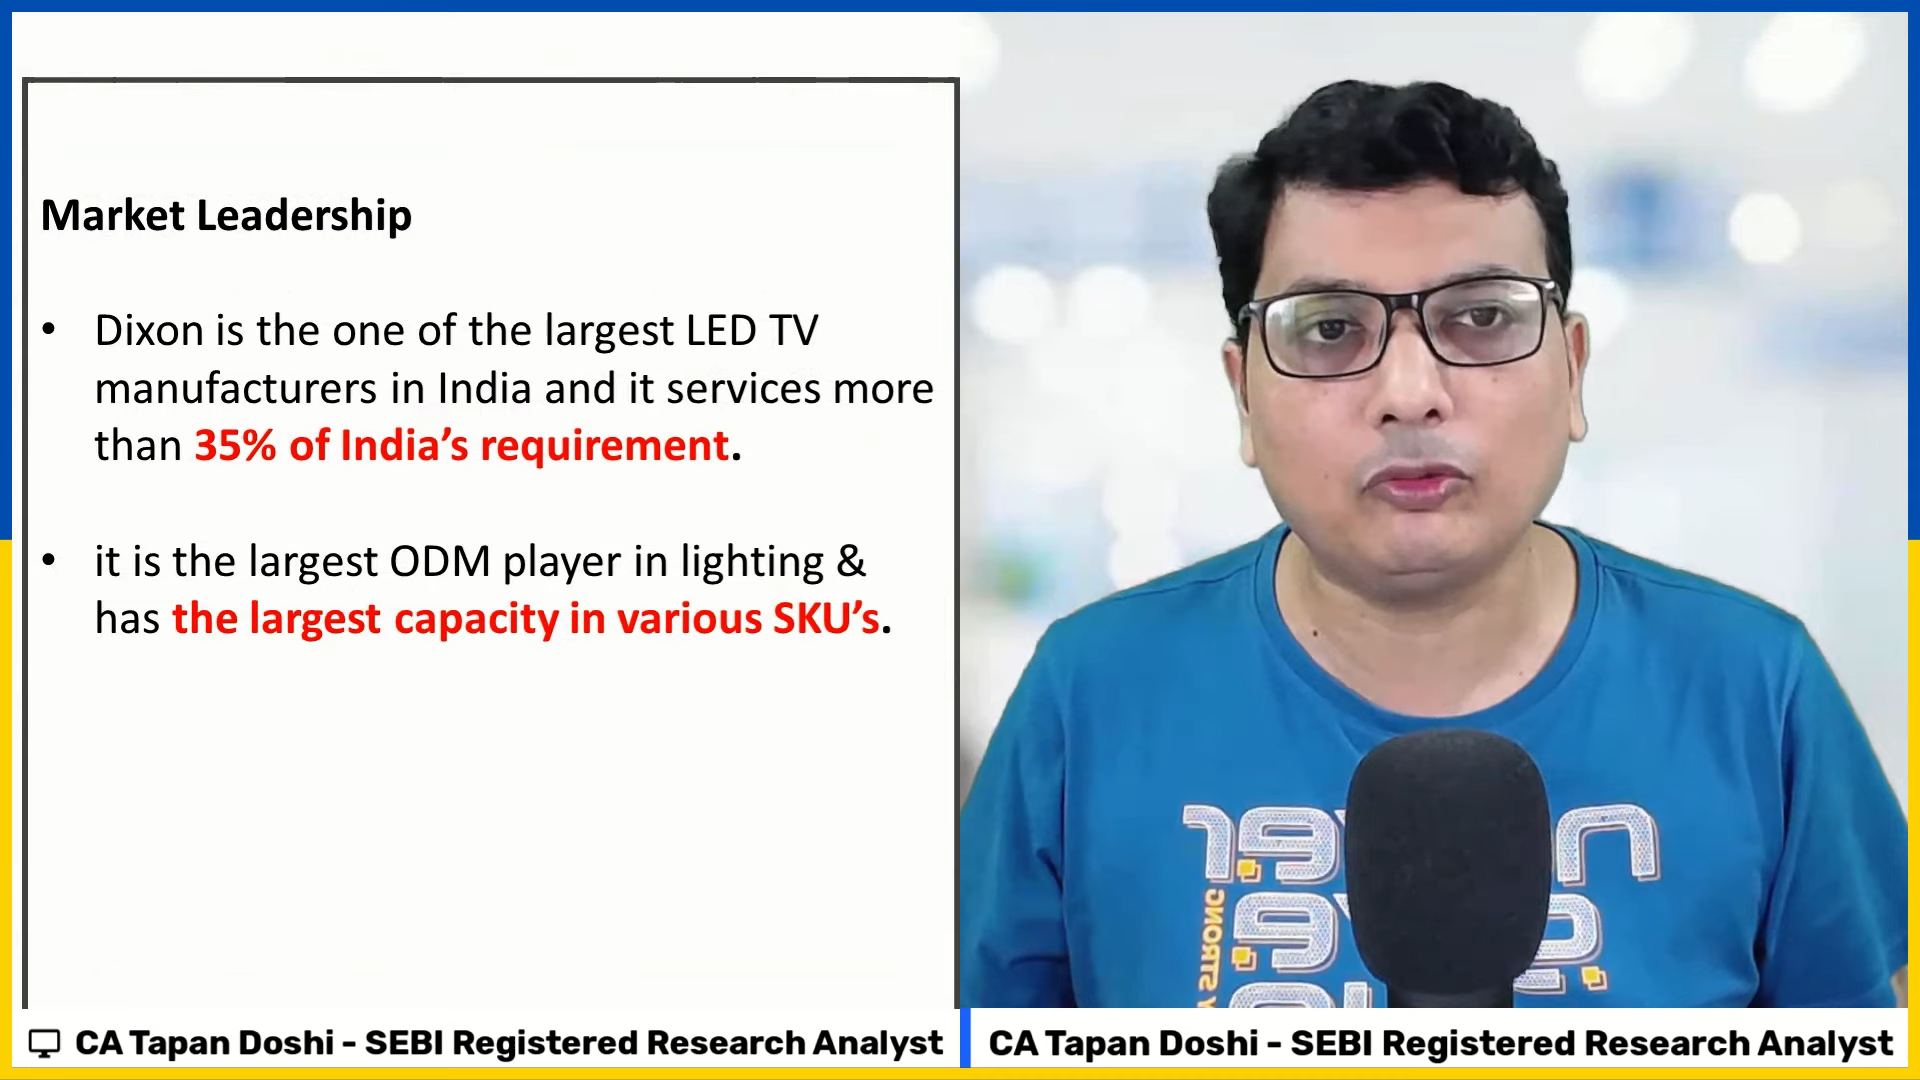 Market Leadership
• Dixon is the one of the largest LED TV
manufacturers in India and it services more
than 35% of India’s requirement.
• it is the largest ODM player in lighting &
has the largest capacity in various SKU’s.
CA Tapan Doshi - SEBI Registered Research Analyst
CA Tapan Doshi - SEBI Registered Research Analyst